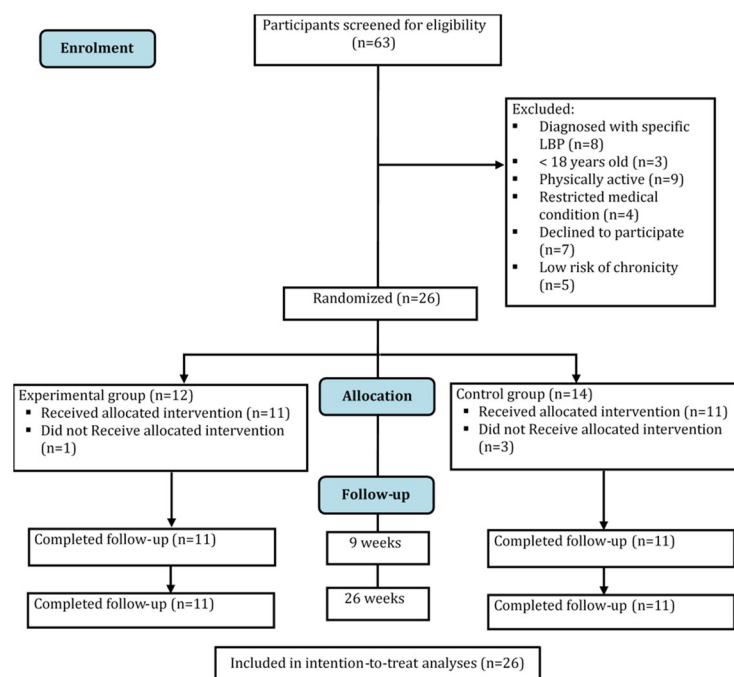 Participants screened for eligibility
(n=63)
Enrolment
Excluded:
▪ Diagnosed with specific
LBP (n=8)
▪ < 18 years old (n=3)
▪ Physically active (n=9)
▪ Restricted medical
condition (n=4)
▪ Declined to participate
(n=7)
▪ Low risk of chronicity
(n=5)
Randomized (n=26)
Experimental group (n=12)
▪ Received allocated intervention (n=11)
▪ Did not Receive allocated intervention
(n=1)
Allocation
Control group (n=14)
▪ Received allocated intervention (n=11)
▪ Did not Receive allocated intervention
(n=3)
Follow-up
Completed follow-up (n=11)
9 weeks
Completed follow-up (n=11)
Completed follow-up (n=11)
26 weeks
Completed follow-up (n=11)
Included in intention-to-treat analyses (n=26)